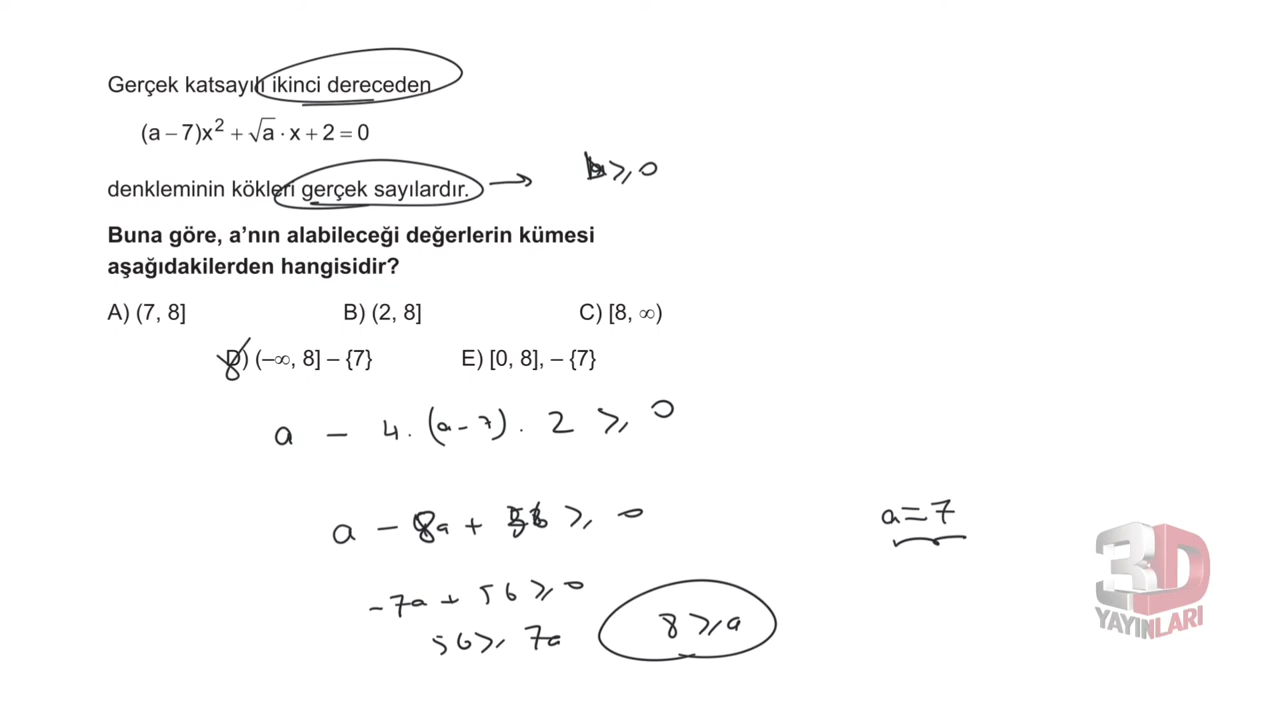 Gerçek katsayılı ikinci dereceden
(a – 7)x² + √a · x + 2 = 0
denkleminin kökleri gerçek sayılardır. → ≥ 0
Buna göre, a’nın alabileceği değerlerin kümesi
aşağıdakilerden hangisidir?
A) (7, 8] B) (2, 8] C) [8, ∞)
D) (–∞, 8] – {7} E) [0, 8], – {7}
a – 4 · (a – 7) · 2 ≥ 0
a – 8a + 56 ≥ 0
a = 7
-7a + 56 ≥ 0
56 ≥ 7a
8 ≥ a
3D
YAYINLARI